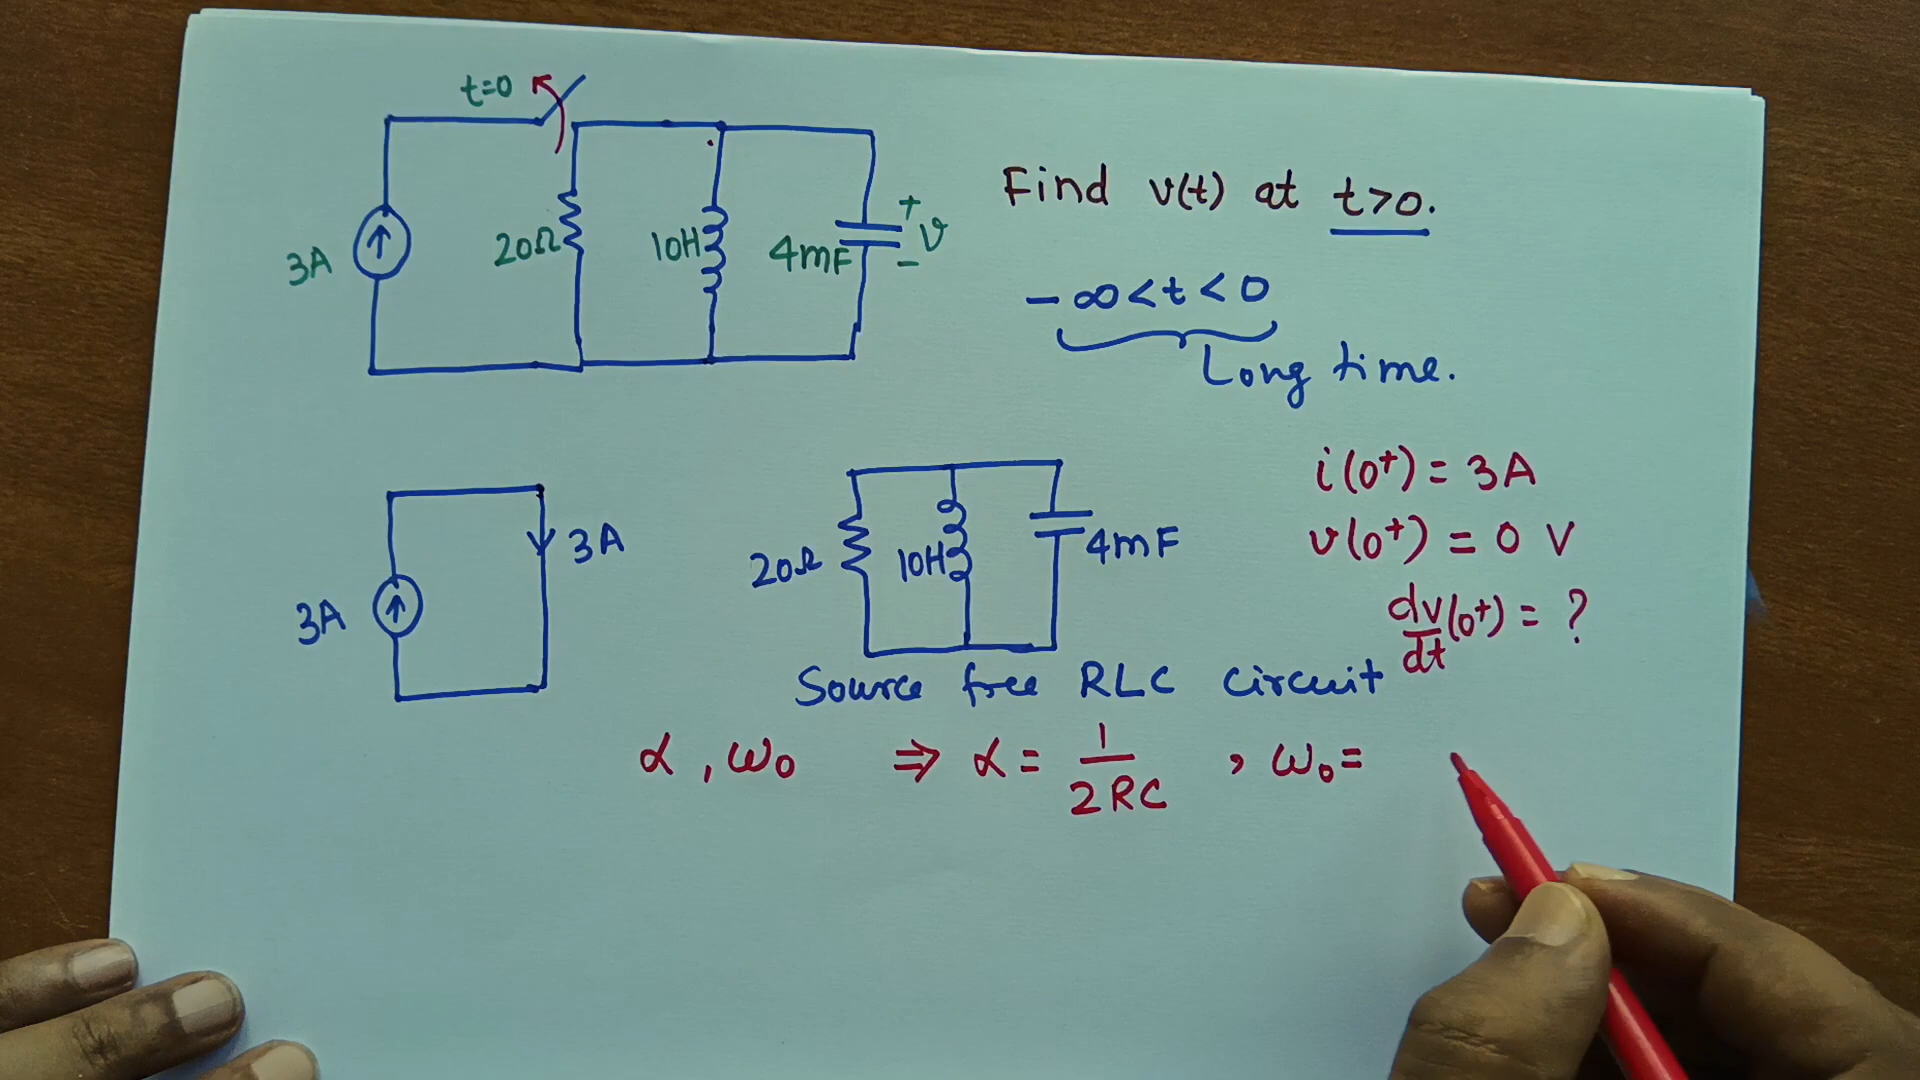 t=0
3A
20Ω
10H
4mF
+
v
-
Find v(t) at t>0.
-∞<t<0
Long time.
3A
3A
20Ω
10H
4mF
i(0⁺) = 3A
v(0⁺) = 0 V
dv/dt(0⁺) = ?
Source free RLC circuit
α, ω₀ ⇒ α = 1/2RC , ω₀ =